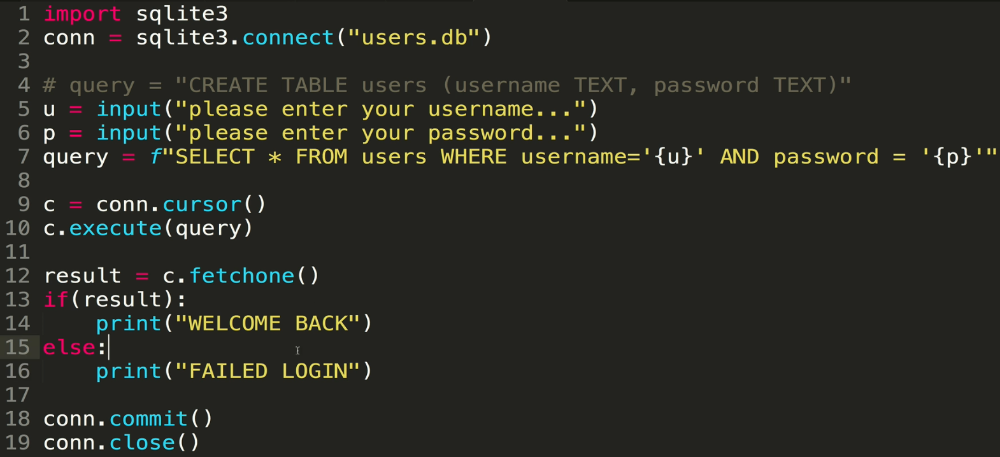 1 import sqlite3
2 conn = sqlite3.connect("users.db")
3
4 # query = "CREATE TABLE users (username TEXT, password TEXT)"
5 u = input("please enter your username...")
6 p = input("please enter your password...")
7 query = f"SELECT * FROM users WHERE username='{u}' AND password = '{p}'"
8
9 c = conn.cursor()
10 c.execute(query)
11
12 result = c.fetchone()
13 if(result):
14     print("WELCOME BACK")
15 else:
16     print("FAILED LOGIN")
17
18 conn.commit()
19 conn.close()